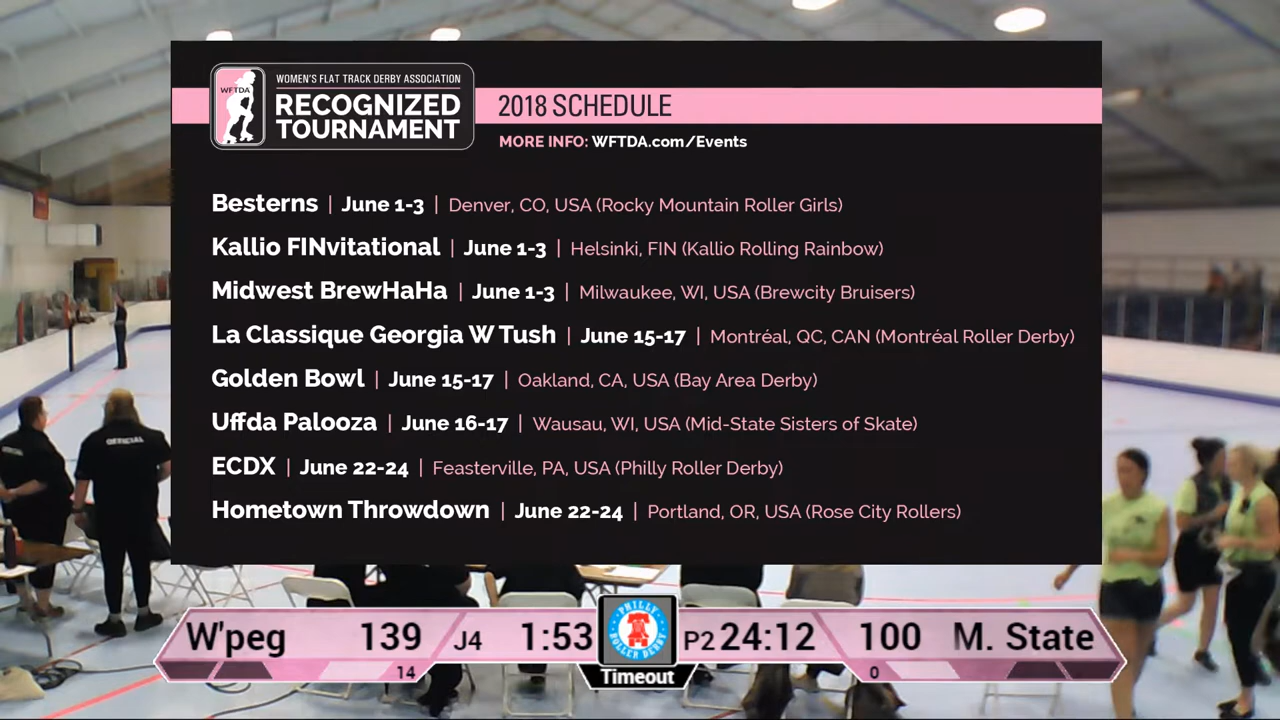 WFTDA
WOMEN'S FLAT TRACK DERBY ASSOCIATION
RECOGNIZED
TOURNAMENT
2018 SCHEDULE
MORE INFO: WFTDA.com/Events
Besterns | June 1-3 | Denver, CO, USA (Rocky Mountain Roller Girls)
Kallio FINvitational | June 1-3 | Helsinki, FIN (Kallio Rolling Rainbow)
Midwest BrewHaHa | June 1-3 | Milwaukee, WI, USA (Brewcity Bruisers)
La Classique Georgia W Tush | June 15-17 | Montréal, QC, CAN (Montréal Roller Derby)
Golden Bowl | June 15-17 | Oakland, CA, USA (Bay Area Derby)
Uffda Palooza | June 16-17 | Wausau, WI, USA (Mid-State Sisters of Skate)
ECDX | June 22-24 | Feasterville, PA, USA (Philly Roller Derby)
Hometown Throwdown | June 22-24 | Portland, OR, USA (Rose City Rollers)
OFFICIAL
W'peg 139 J4 1:53 PHILLY ROLLER DERBY P2 24:12 100 M. State
14 Timeout 0